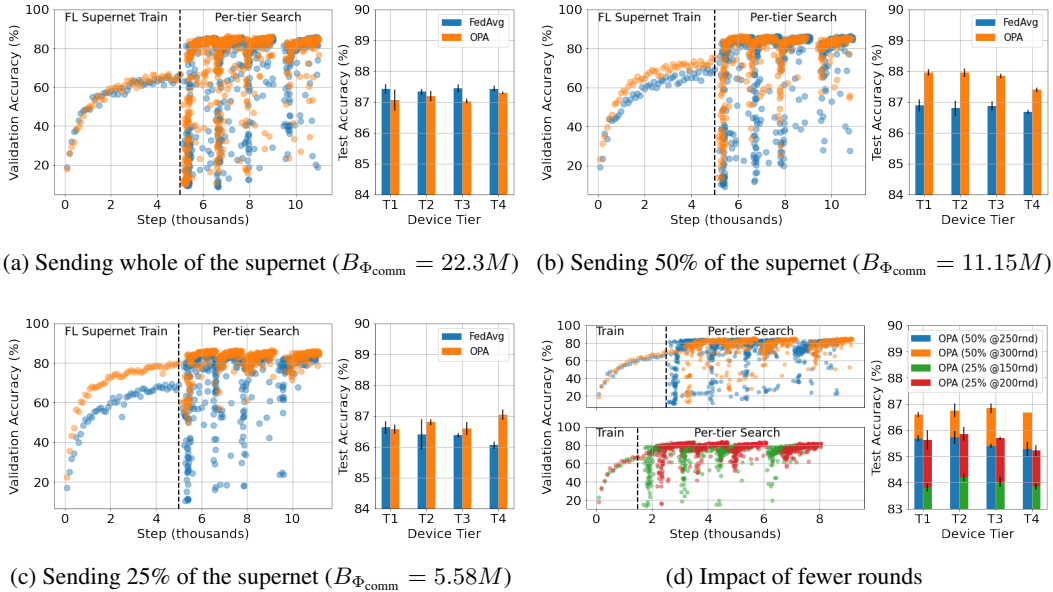 FL Supernet Train
Per-tier Search
Validation Accuracy (%)
100
80
60
40
20
0 2 4 6 8 10
Step (thousands)
Test Accuracy (%)
90
89
88
87
86
85
84
FedAvg
OPA
T1 T2 T3 T4
Device Tier
(a) Sending whole of the supernet (BΦcomm = 22.3M)
FL Supernet Train
Per-tier Search
Validation Accuracy (%)
100
80
60
40
20
0 2 4 6 8 10
Step (thousands)
Test Accuracy (%)
90
89
88
87
86
85
84
FedAvg
OPA
T1 T2 T3 T4
Device Tier
(b) Sending 50% of the supernet (BΦcomm = 11.15M)
FL Supernet Train
Per-tier Search
Validation Accuracy (%)
100
80
60
40
20
0 2 4 6 8 10
Step (thousands)
Test Accuracy (%)
90
89
88
87
86
85
84
FedAvg
OPA
T1 T2 T3 T4
Device Tier
(c) Sending 25% of the supernet (BΦcomm = 5.58M)
Train
Per-tier Search
Validation Accuracy (%)
100
80
60
40
20
Train
Per-tier Search
100
80
60
40
20
0 2 4 6 8
Step (thousands)
Test Accuracy (%)
90
89
88
87
86
85
84
83
OPA (50% @250rnd)
OPA (50% @300rnd)
OPA (25% @150rnd)
OPA (25% @200rnd)
T1 T2 T3 T4
Device Tier
(d) Impact of fewer rounds